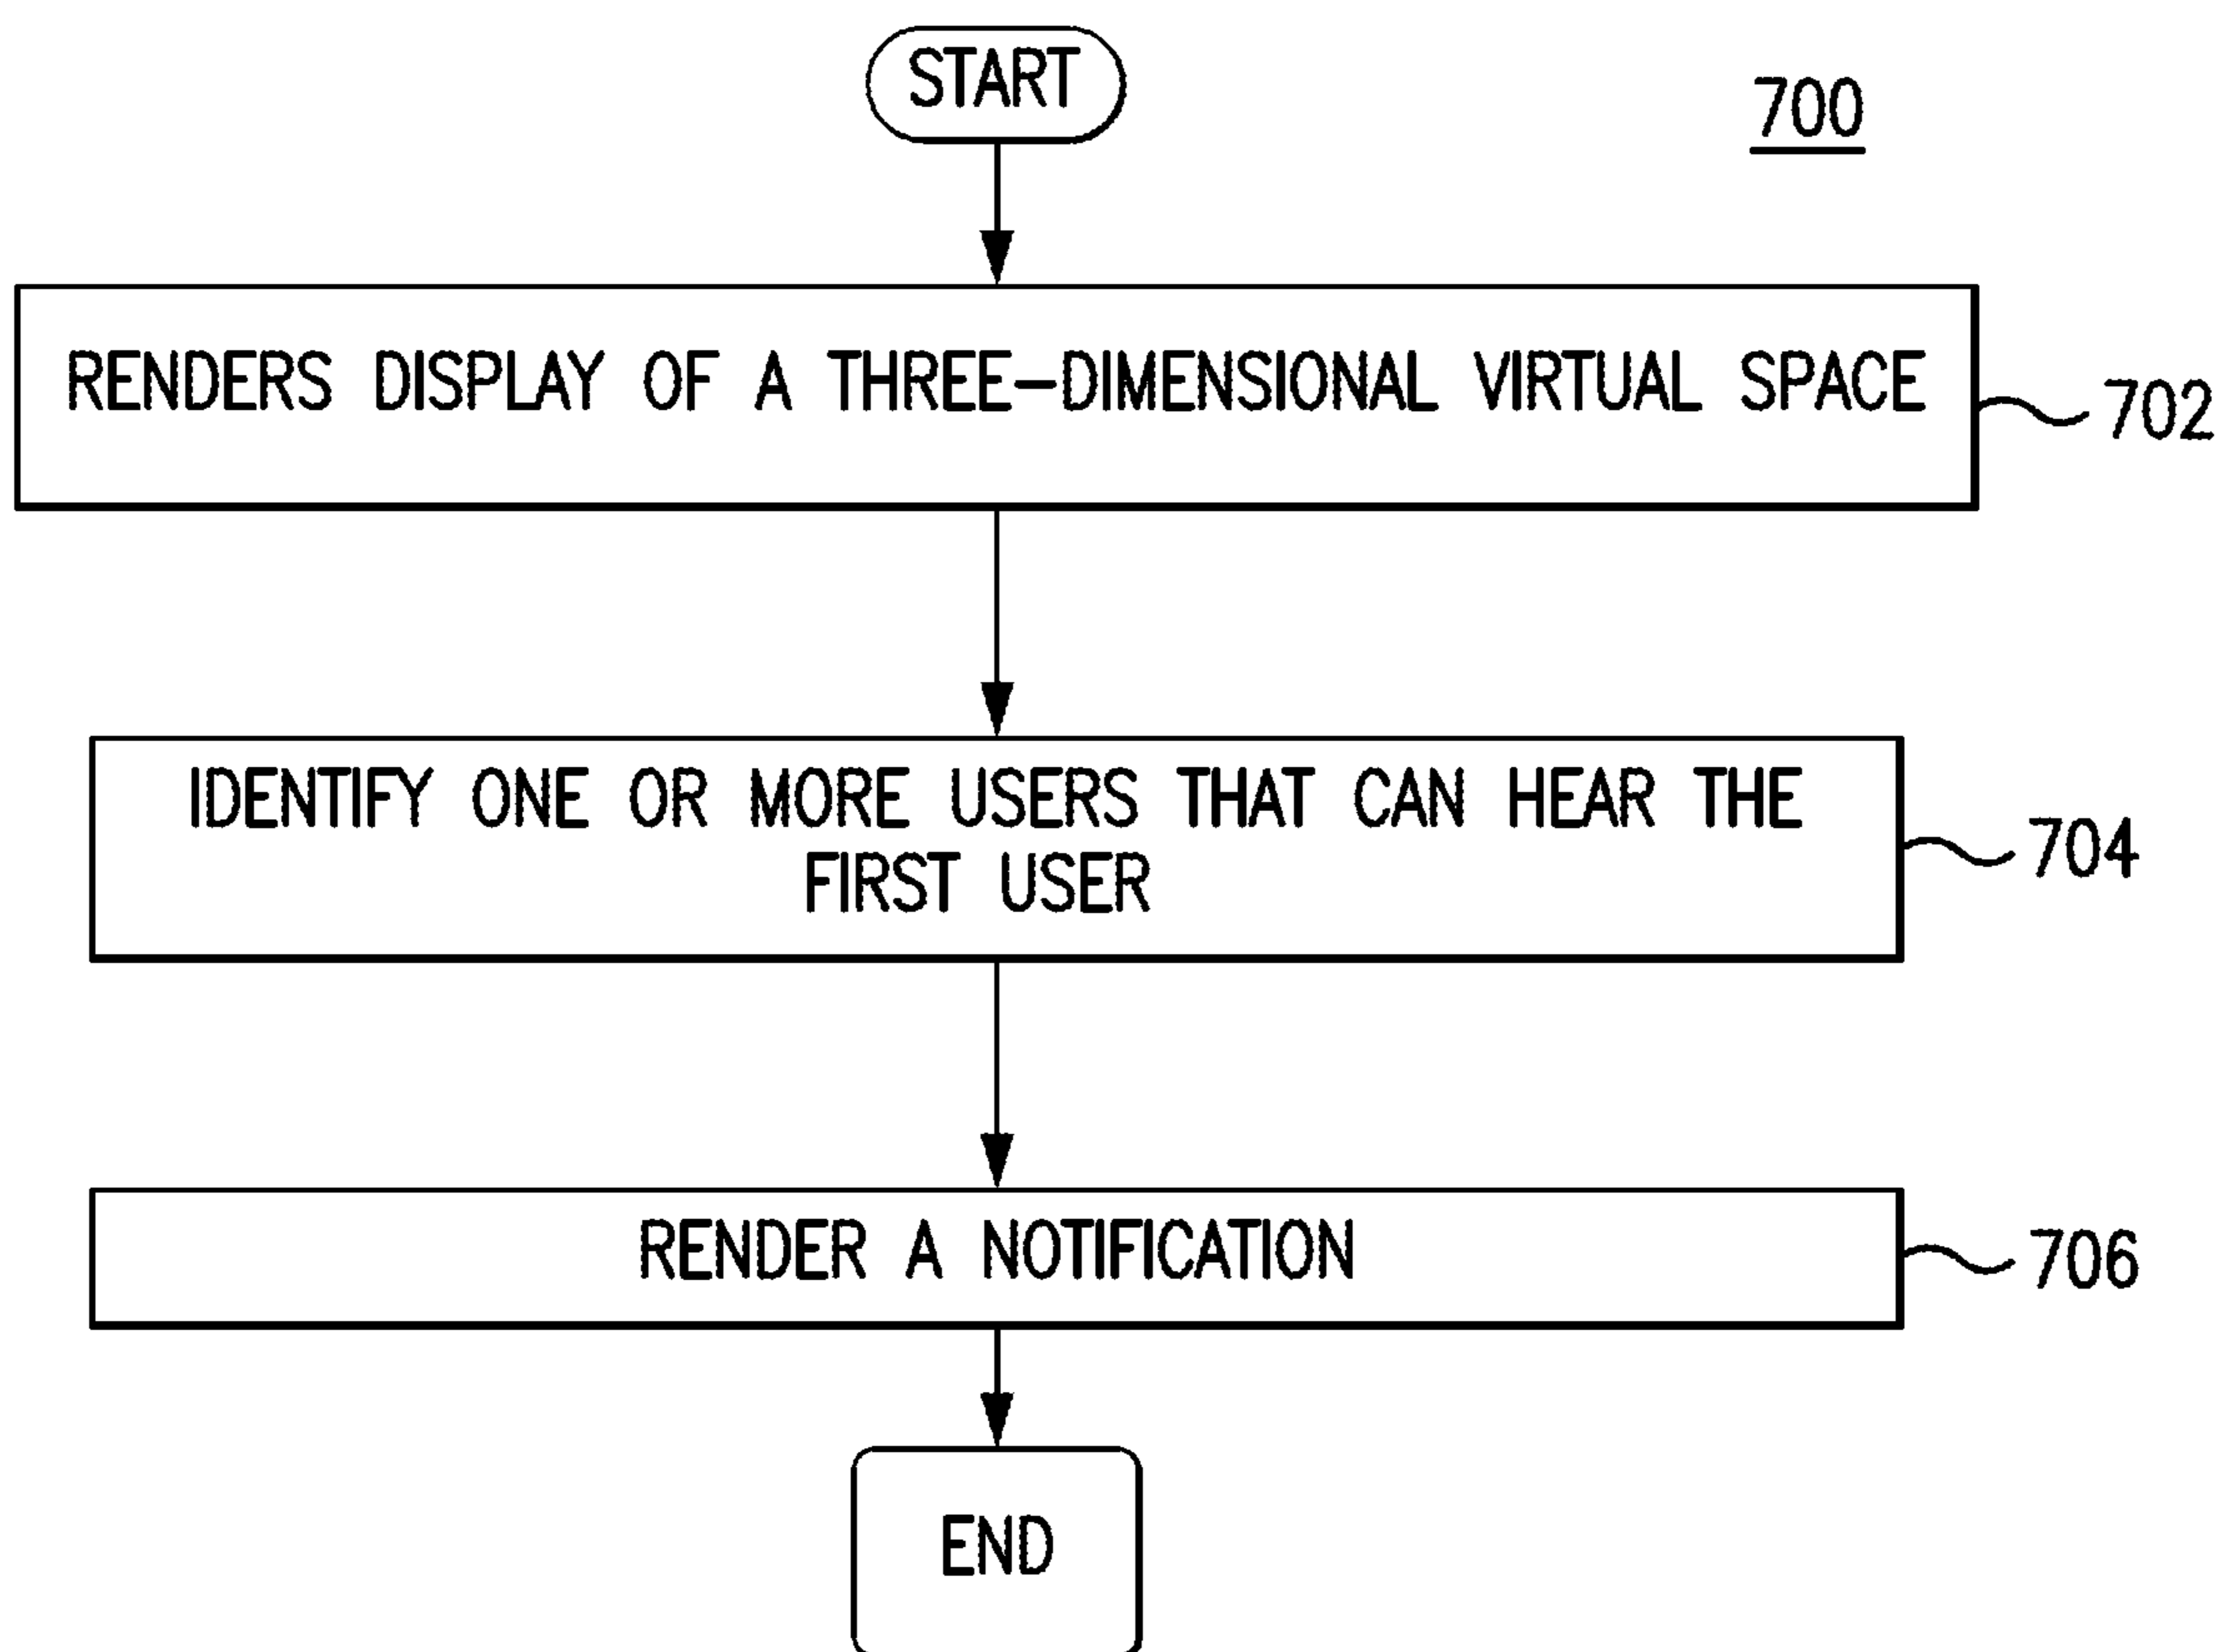 START
700
RENDERS DISPLAY OF A THREE-DIMENSIONAL VIRTUAL SPACE
702
IDENTIFY ONE OR MORE USERS THAT CAN HEAR THE
FIRST USER
704
RENDER A NOTIFICATION
706
END